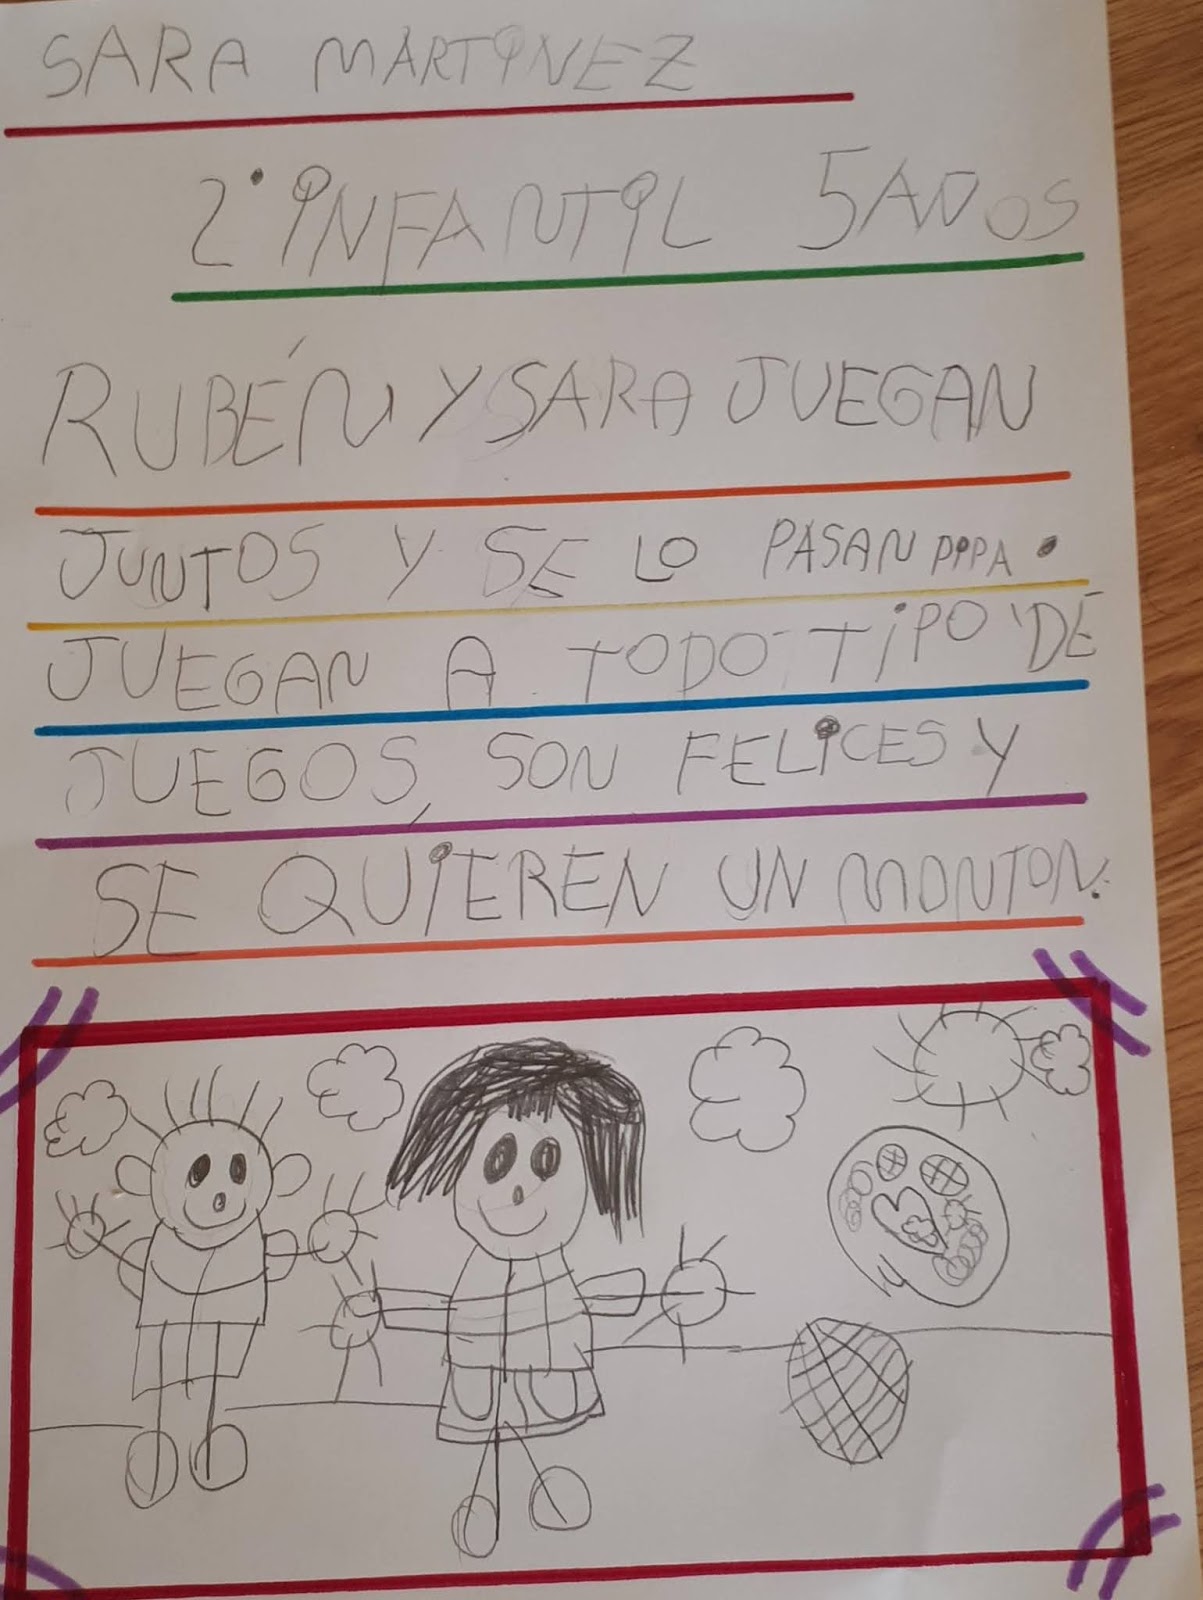 SARA MARTINEZ
2° INFANTIL 5 AÑOS
RUBÉN Y SARA JUEGAN
JUNTOS Y SE LO PASAN PIPA.
JUEGAN A TODO TIPO DE
JUEGOS, SON FELICES Y
SE QUIEREN UN MONTON.